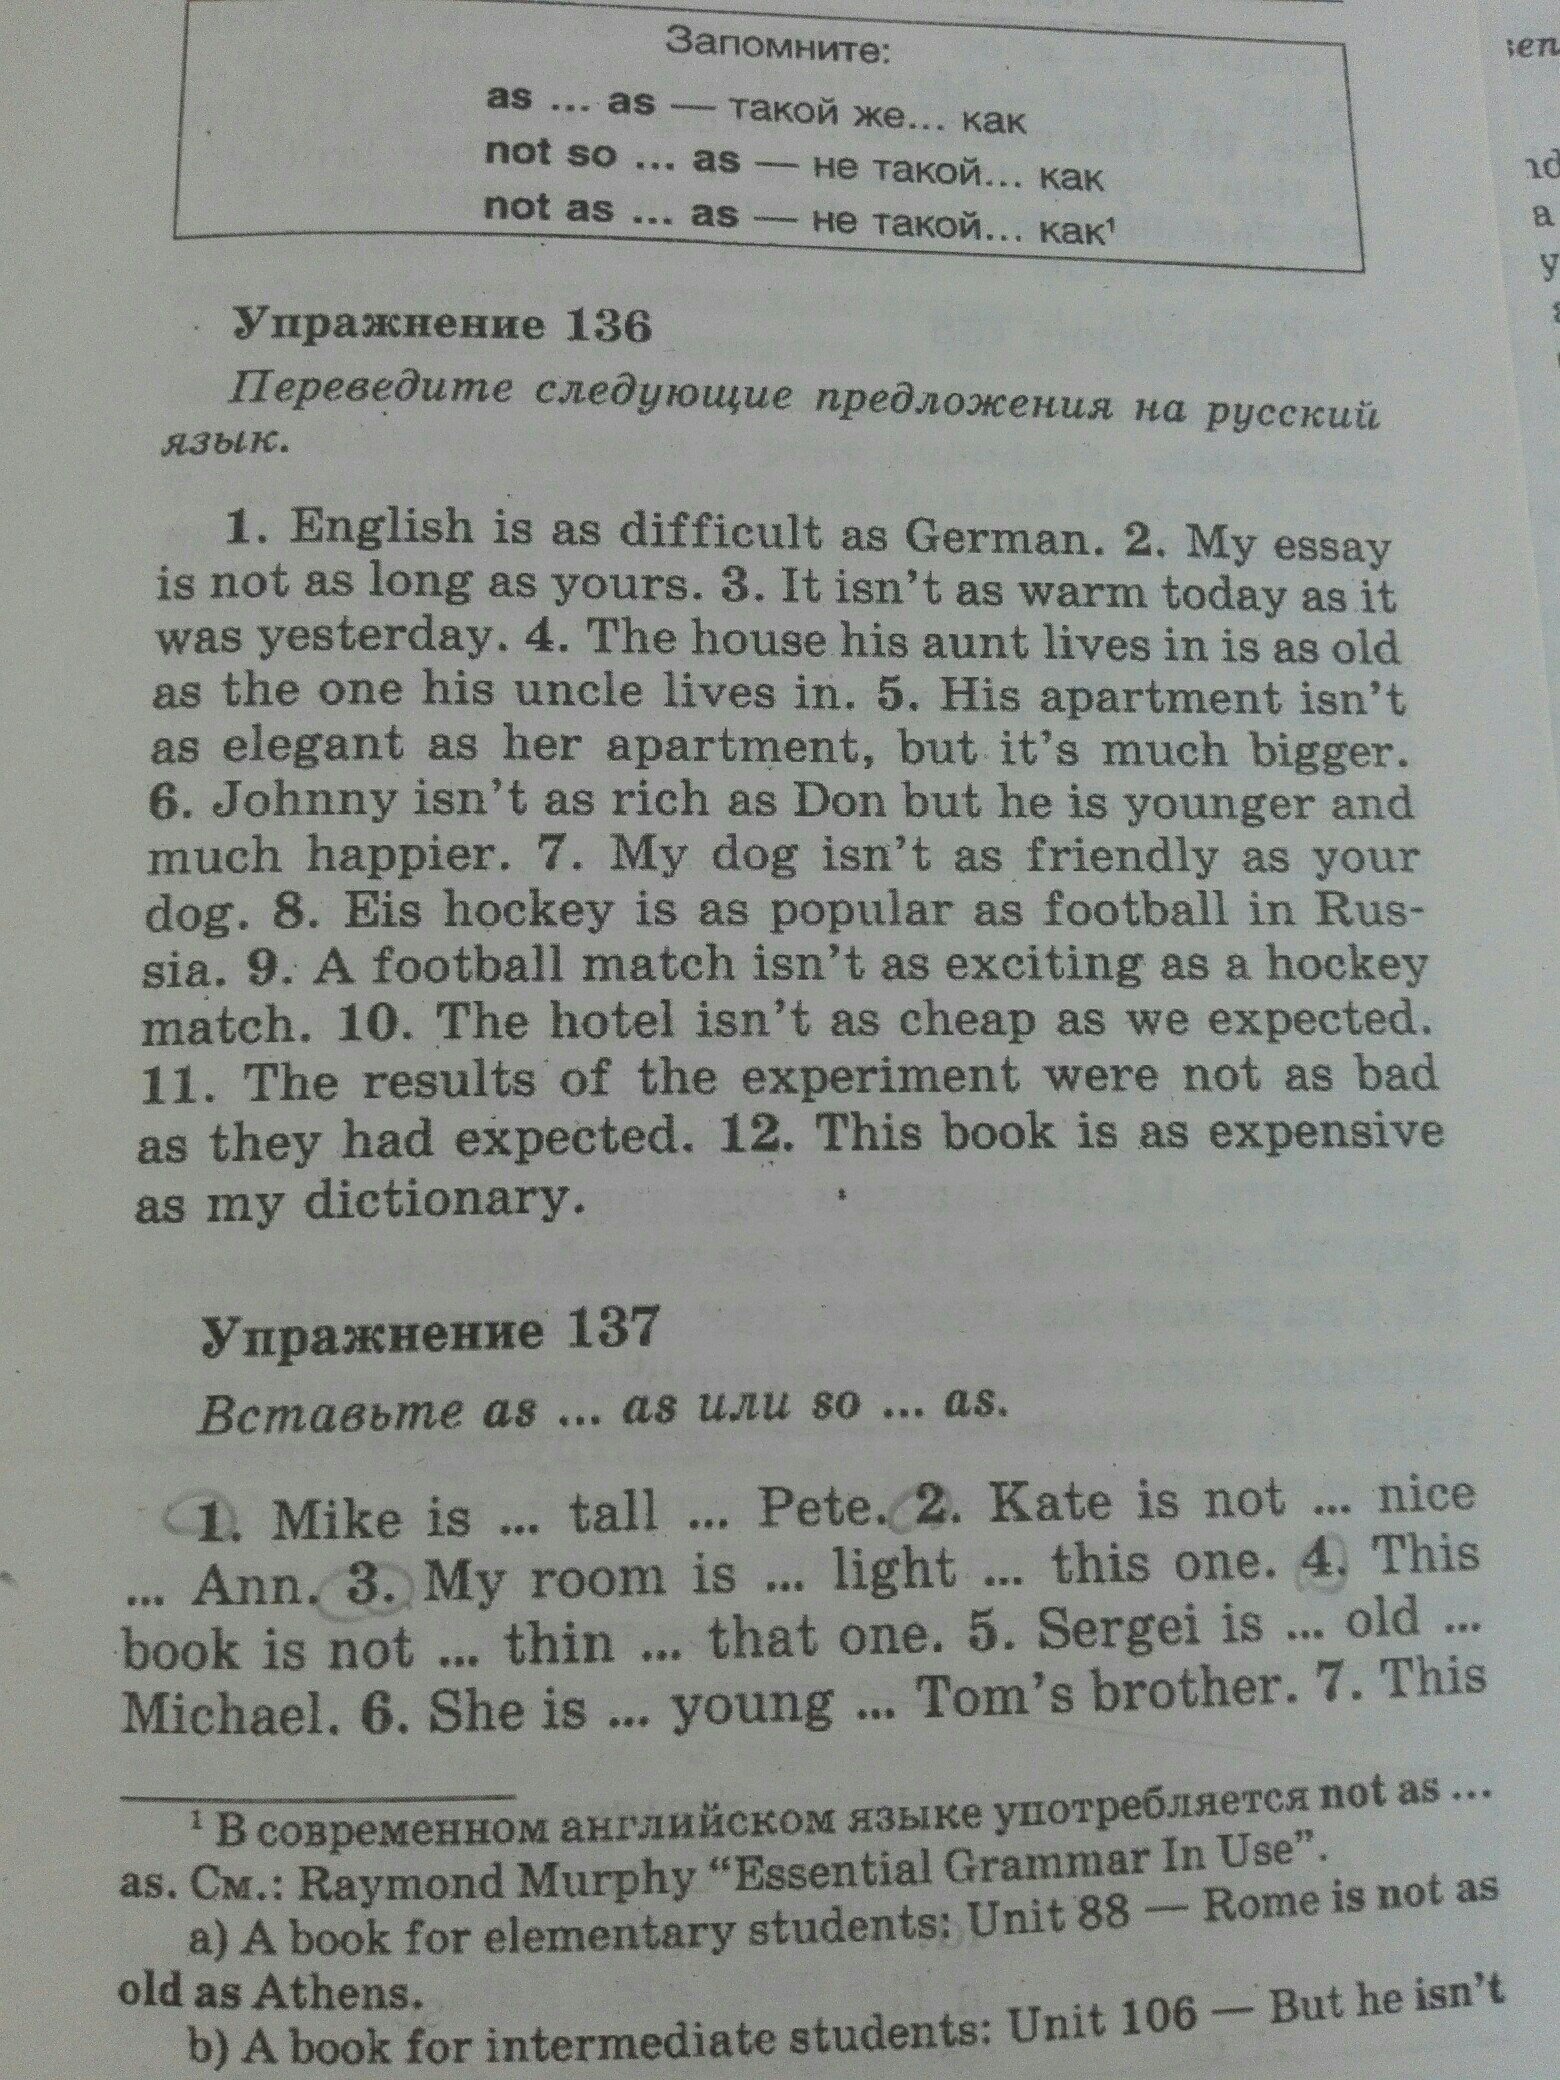 Запомните:
as ... as — такой же... как
not so ... as — не такой... как
not as ... as — не такой... как¹
Упражнение 136
Переведите следующие предложения на русский
язык.
1. English is as difficult as German. 2. My essay
is not as long as yours. 3. It isn't as warm today as it
was yesterday. 4. The house his aunt lives in is as old
as the one his uncle lives in. 5. His apartment isn't
as elegant as her apartment, but it's much bigger.
6. Johnny isn't as rich as Don but he is younger and
much happier. 7. My dog isn't as friendly as your
dog. 8. Eis hockey is as popular as football in Rus-
sia. 9. A football match isn't as exciting as a hockey
match. 10. The hotel isn't as cheap as we expected.
11. The results of the experiment were not as bad
as they had expected. 12. This book is as expensive
as my dictionary.
Упражнение 137
Вставьте as ... as или so ... as.
1. Mike is ... tall ... Pete. 2. Kate is not ... nice
... Ann. 3. My room is ... light ... this one. 4. This
book is not ... thin ... that one. 5. Sergei is ... old ...
Michael. 6. She is ... young ... Tom's brother. 7. This
¹ В современном английском языке употребляется not as ...
as. См.: Raymond Murphy “Essential Grammar In Use”.
a) A book for elementary students: Unit 88 — Rome is not as
old as Athens.
b) A book for intermediate students: Unit 106 — But he isn't